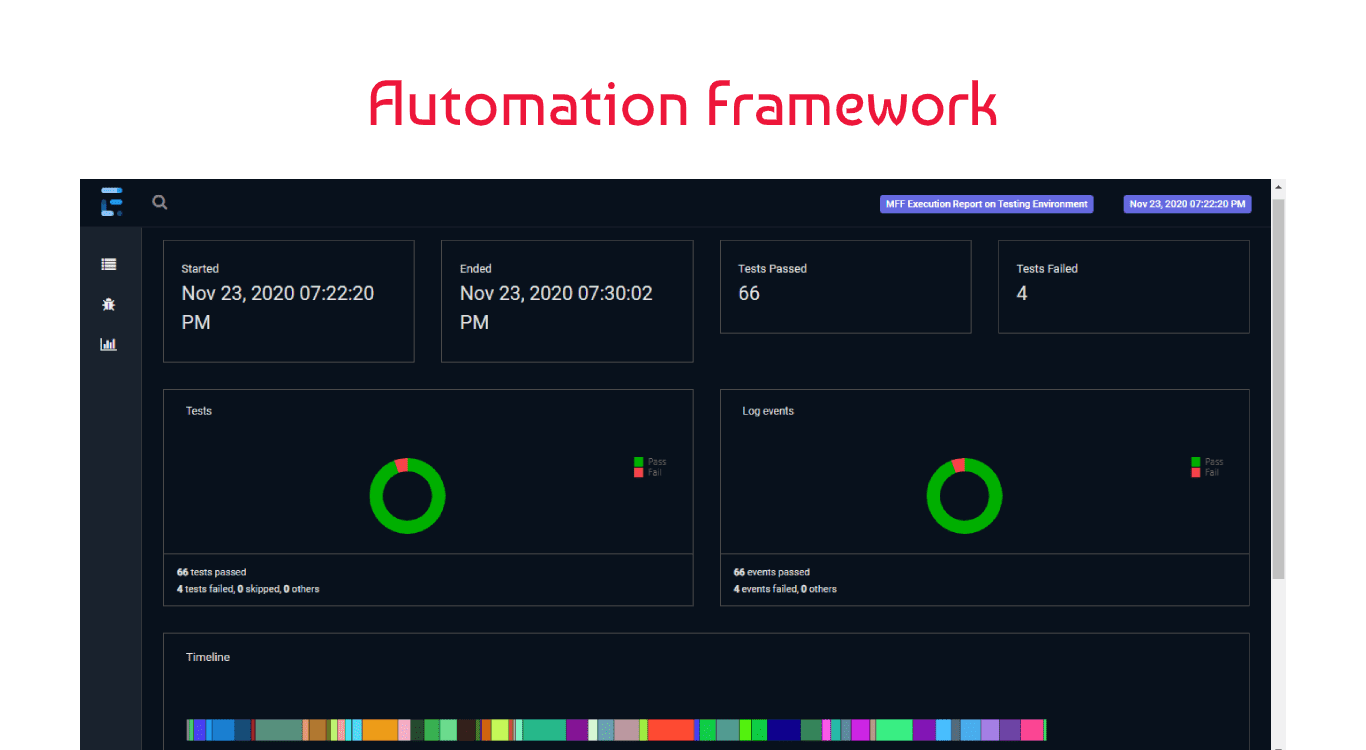 Automation Framework
MFF Execution Report on Testing Environment
Nov 23, 2020 07:22:20 PM
Started
Nov 23, 2020 07:22:20
PM
Ended
Nov 23, 2020 07:30:02
PM
Tests Passed
66
Tests Failed
4
Tests
Pass
Fail
66 tests passed
4 tests failed, 0 skipped, 0 others
Log events
Pass
Fail
66 events passed
4 events failed, 0 others
Timeline